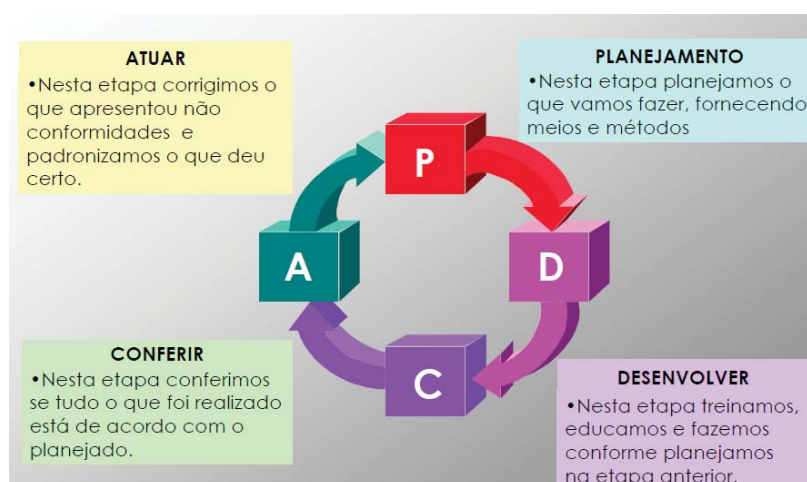 ATUAR
•Nesta etapa corrigimos o
que apresentou não
conformidades e
padronizamos o que deu
certo.
PLANEJAMENTO
•Nesta etapa planejamos o
que vamos fazer, fornecendo
meios e métodos
P
A
D
C
CONFERIR
•Nesta etapa conferimos
se tudo o que foi realizado
está de acordo com o
planejado.
DESENVOLVER
•Nesta etapa treinamos,
educamos e fazemos
conforme planejamos
na etapa anterior.